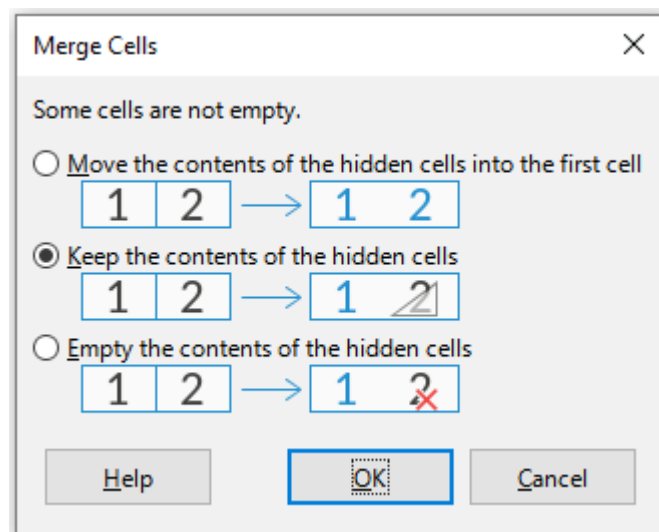 Merge Cells
Some cells are not empty.
Move the contents of the hidden cells into the first cell
1 2 1 2
Keep the contents of the hidden cells
1 2 1 2
Empty the contents of the hidden cells
1 2 1 2
Help OK Cancel